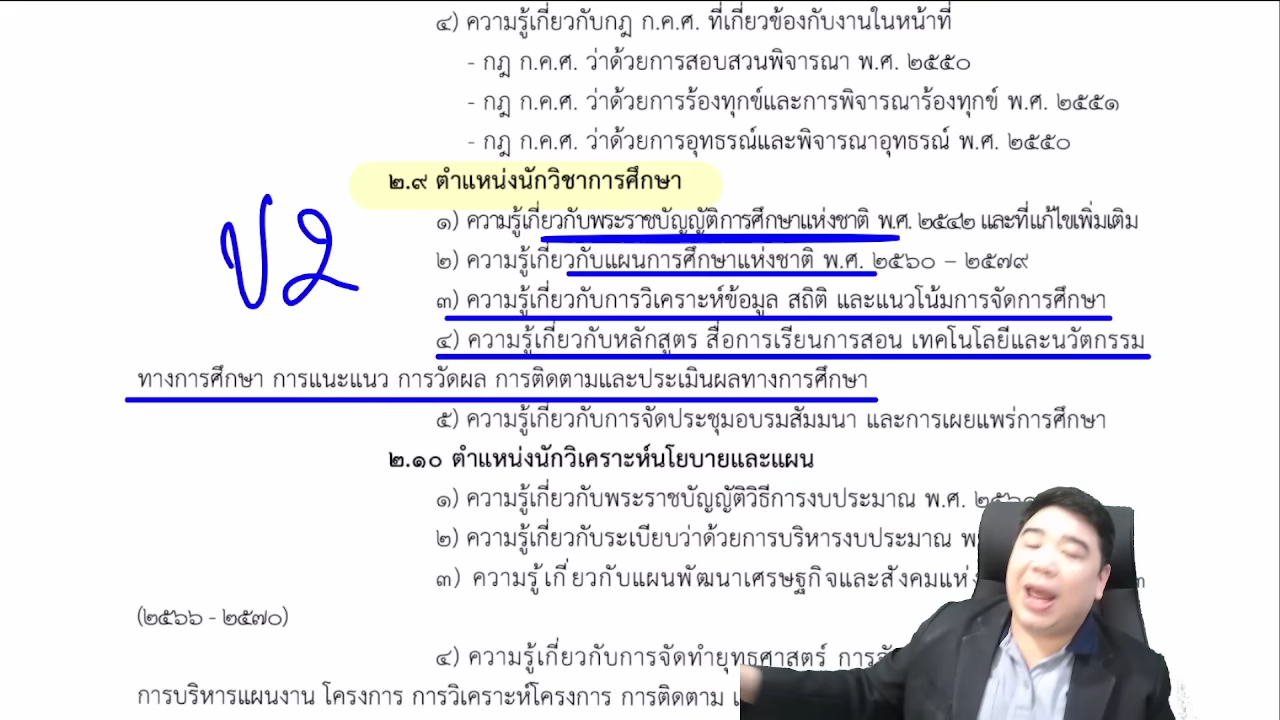 ๔) ความรู้เกี่ยวกับกฎ ก.ค.ศ. ที่เกี่ยวข้องกับงานในหน้าที่
- กฎ ก.ค.ศ. ว่าด้วยการสอบสวนพิจารณา พ.ศ. ๒๕๕๐
- กฎ ก.ค.ศ. ว่าด้วยการร้องทุกข์และการพิจารณาร้องทุกข์ พ.ศ. ๒๕๕๑
- กฎ ก.ค.ศ. ว่าด้วยการอุทธรณ์และพิจารณาอุทธรณ์ พ.ศ. ๒๕๕๐
๒.๙ ตำแหน่งนักวิชาการศึกษา
ป2
๑) ความรู้เกี่ยวกับพระราชบัญญัติการศึกษาแห่งชาติ พ.ศ. ๒๕๔๒ และที่แก้ไขเพิ่มเติม
๒) ความรู้เกี่ยวกับแผนการศึกษาแห่งชาติ พ.ศ. ๒๕๖๐ – ๒๕๗๙
๓) ความรู้เกี่ยวกับการวิเคราะห์ข้อมูล สถิติ และแนวโน้มการจัดการศึกษา
๔) ความรู้เกี่ยวกับหลักสูตร สื่อการเรียนการสอน เทคโนโลยีและนวัตกรรม
ทางการศึกษา การแนะแนว การวัดผล การติดตามและประเมินผลทางการศึกษา
๕) ความรู้เกี่ยวกับการจัดประชุมอบรมสัมมนา และการเผยแพร่การศึกษา
๒.๑๐ ตำแหน่งนักวิเคราะห์นโยบายและแผน
๑) ความรู้เกี่ยวกับพระราชบัญญัติวิธีการงบประมาณ พ.ศ.
๒) ความรู้เกี่ยวกับระเบียบว่าด้วยการบริหารงบประมาณ
๓) ความรู้เกี่ยวกับแผนพัฒนาเศรษฐกิจและสังคมแห่ง
(๒๕๖๖ - ๒๕๗๐)
๔) ความรู้เกี่ยวกับการจัดทำยุทธศาสตร์
การบริหารแผนงาน โครงการ การวิเคราะห์โครงการ การติดตาม